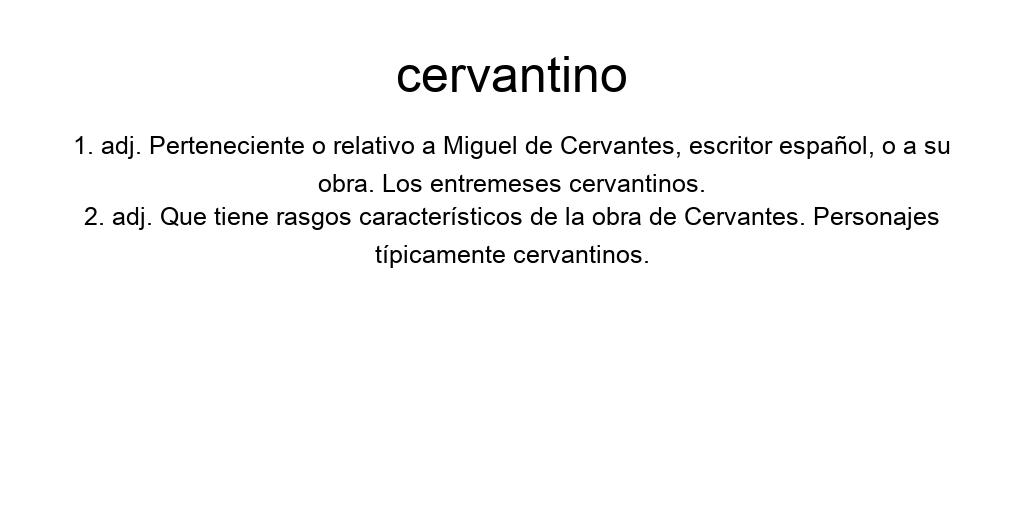 cervantino
1. adj. Perteneciente o relativo a Miguel de Cervantes, escritor español, o a su
obra. Los entremeses cervantinos.
2. adj. Que tiene rasgos característicos de la obra de Cervantes. Personajes
típicamente cervantinos.